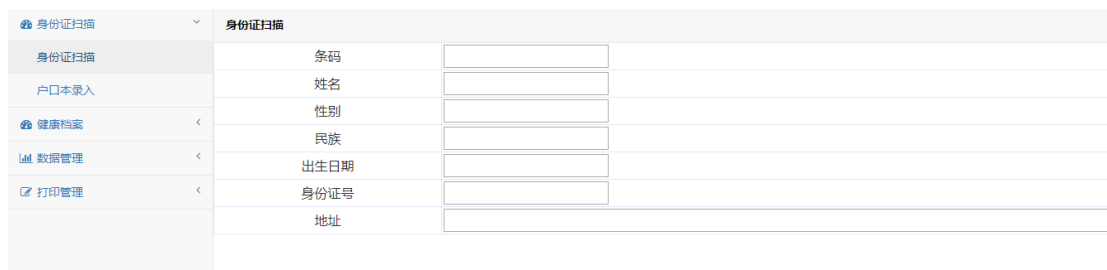 身份证扫描
身份证扫描
户口本录入
健康档案
数据管理
打印管理
身份证扫描
条码
姓名
性别
民族
出生日期
身份证号
地址